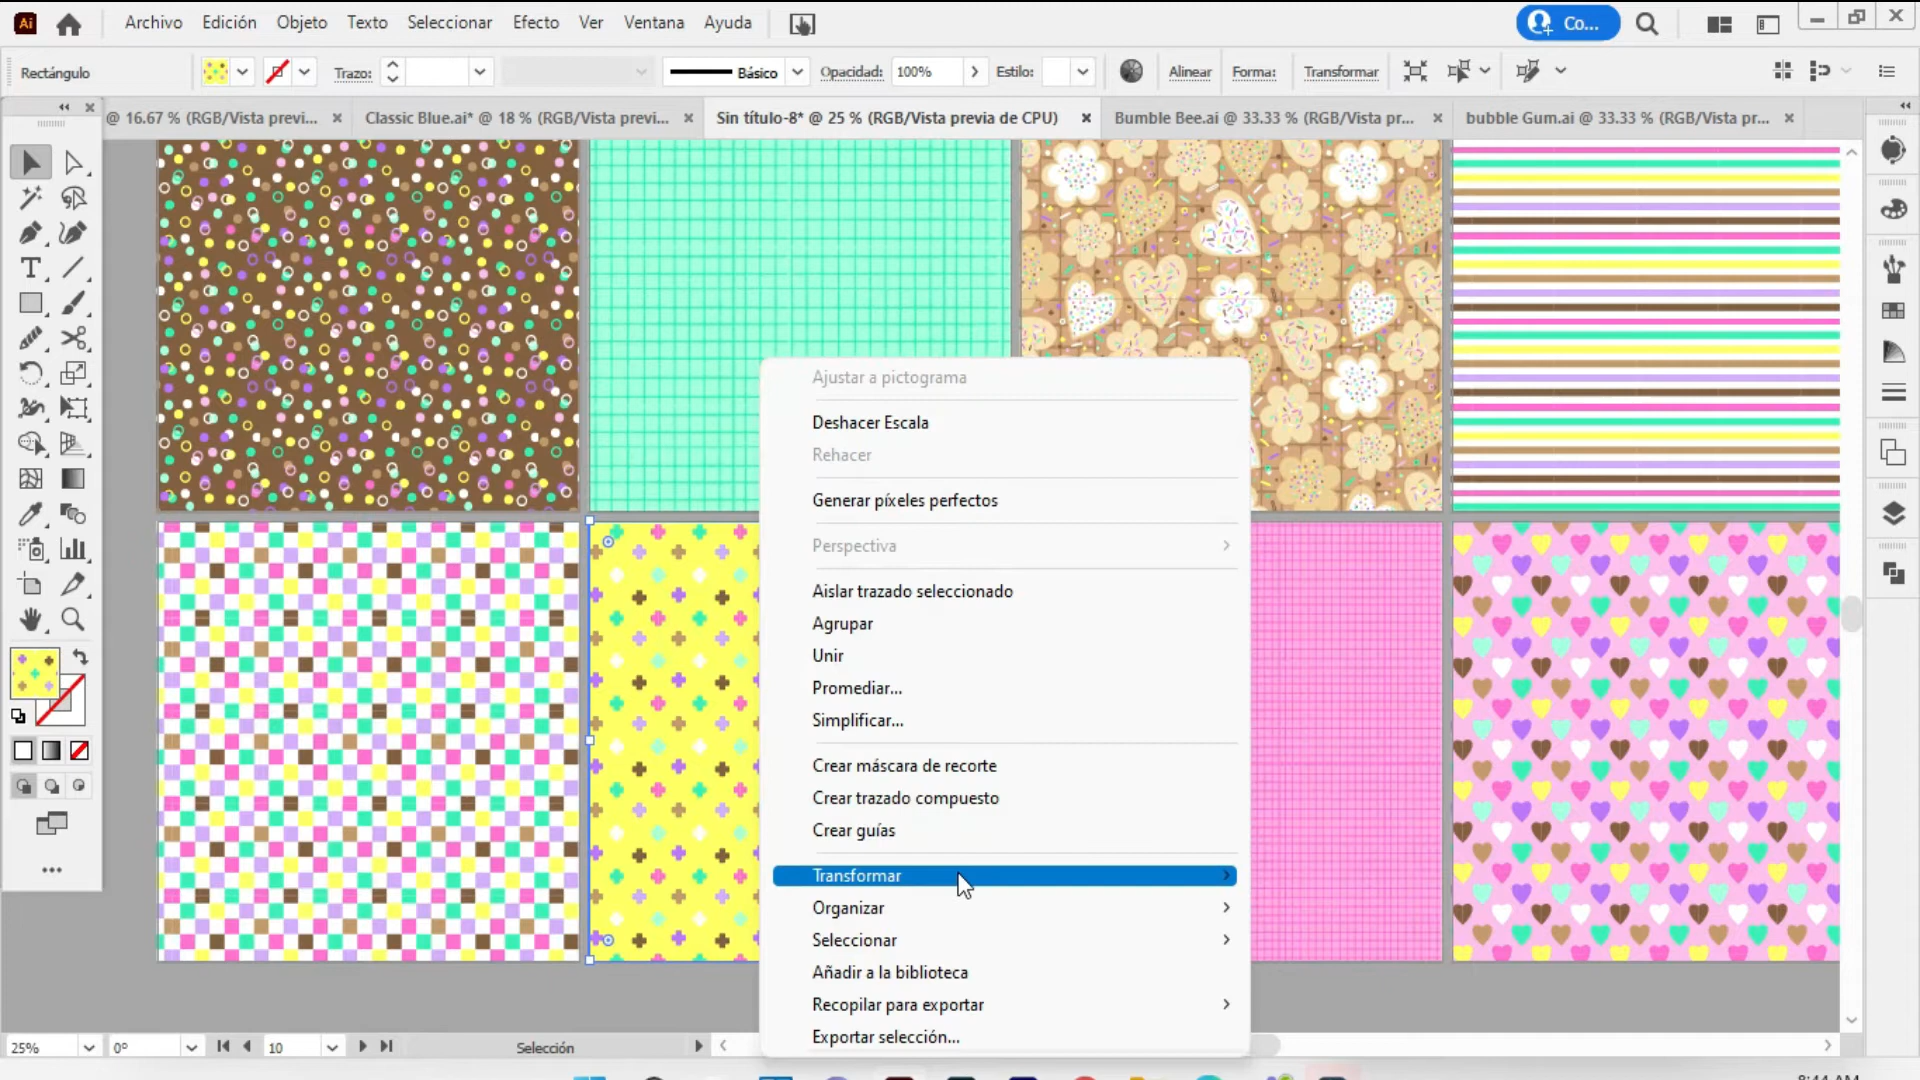 Ai
Archivo
Edición
Objeto
Texto
Seleccionar
Efecto
Ver
Ventana
Ayuda
Co...
Rectángulo
Trazo:
Básico
Opacidad:
100%
Estilo:
Alinear
Forma:
Transformar
@ 16.67 % (RGB/Vista previ...
Classic Blue.ai* @ 18 % (RGB/Vista previ...
Sin título-8* @ 25 % (RGB/Vista previa de CPU)
Bumble Bee.ai @ 33.33 % (RGB/Vista pr...
bubble Gum.ai @ 33.33 % (RGB/Vista pr...
Ajustar a pictograma
Deshacer Escala
Rehacer
Generar píxeles perfectos
Perspectiva
Aislar trazado seleccionado
Agrupar
Unir
Promediar...
Simplificar...
Crear máscara de recorte
Crear trazado compuesto
Crear guías
Transformar
Organizar
Seleccionar
Añadir a la biblioteca
Recopilar para exportar
Exportar selección...
25%
0°
10
Selección
8:44 AM